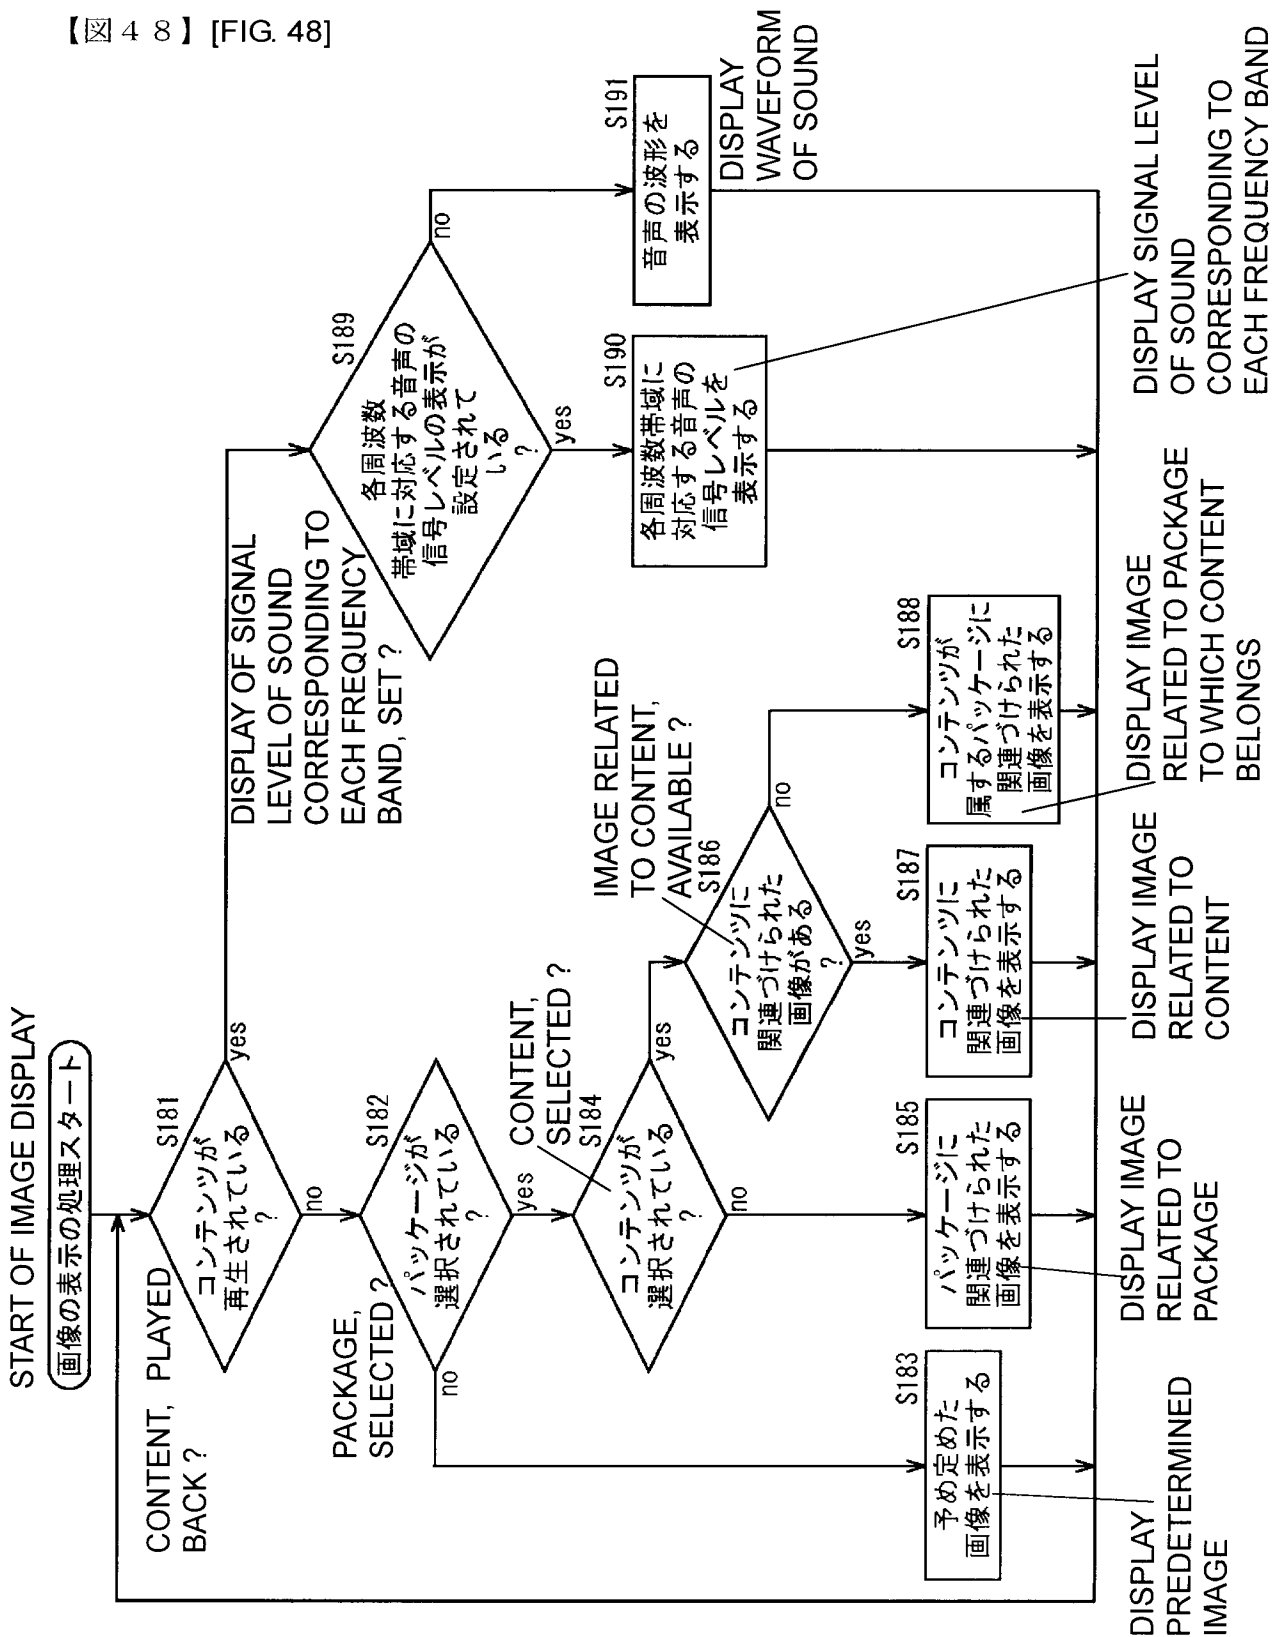 【図４８】 [FIG. 48]
START OF IMAGE DISPLAY
画像の表示の処理スタート
CONTENT, PLAYED
BACK ?
S181
コンテンツが
再生されている
?
yes
no
PACKAGE,
SELECTED ?
S182
パッケージが
選択されている
?
no
yes
CONTENT,
SELECTED ?
S184
コンテンツが
選択されている
?
yes
no
IMAGE RELATED
TO CONTENT,
AVAILABLE ?
S186
コンテンツに
関連づけられた
画像がある
?
no
yes
DISPLAY OF SIGNAL
LEVEL OF SOUND
CORRESPONDING TO
EACH FREQUENCY
BAND, SET ?
S189
各周波数
帯域に対応する音声の
信号レベルの表示が
設定されて
いる
?
no
yes
S183
予め定めた
画像を表示する
DISPLAY
PREDETERMINED
IMAGE
S185
パッケージに
関連づけられた
画像を表示する
DISPLAY IMAGE
RELATED TO
PACKAGE
S187
コンテンツに
関連づけられた
画像を表示する
DISPLAY IMAGE
RELATED TO
CONTENT
S188
コンテンツが
属するパッケージに
関連づけられた
画像を表示する
DISPLAY IMAGE
RELATED TO PACKAGE
TO WHICH CONTENT
BELONGS
S190
各周波数帯域に
対応する音声の
信号レベルを
表示する
DISPLAY SIGNAL LEVEL
OF SOUND
CORRESPONDING TO
EACH FREQUENCY BAND
S191
音声の波形を
表示する
DISPLAY
WAVEFORM
OF SOUND